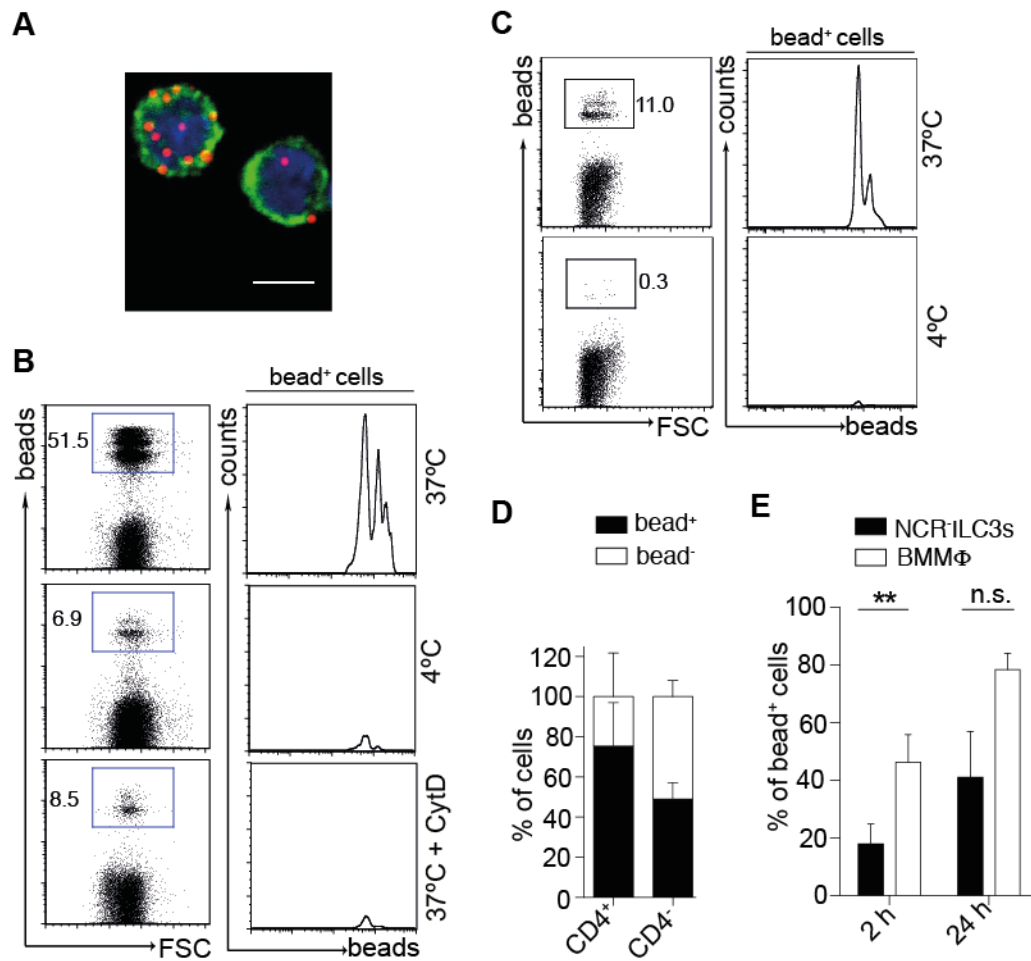 A
B
bead⁺ cells
beads
counts
51.5
37ºC
6.9
4ºC
8.5
37ºC + CytD
FSC
beads
C
bead⁺ cells
beads
counts
11.0
37ºC
0.3
4ºC
FSC
beads
D
bead⁺
bead⁻
% of cells
120
100
80
60
40
20
0
CD4⁺
CD4⁻
E
NCR⁻ILC3s
BMMΦ
% of bead⁺ cells
** n.s.
100
80
60
40
20
0
2 h
24 h